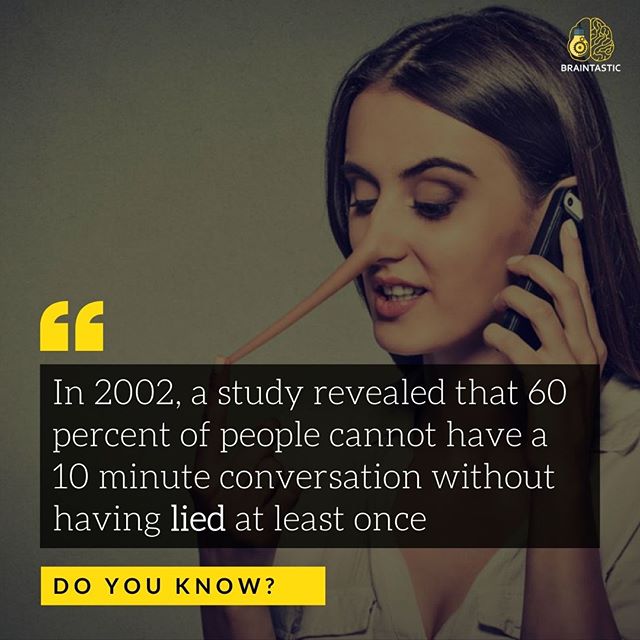 BRAINTASTIC
In 2002, a study revealed that 60
percent of people cannot have a
10 minute conversation without
having lied at least once
DO YOU KNOW?